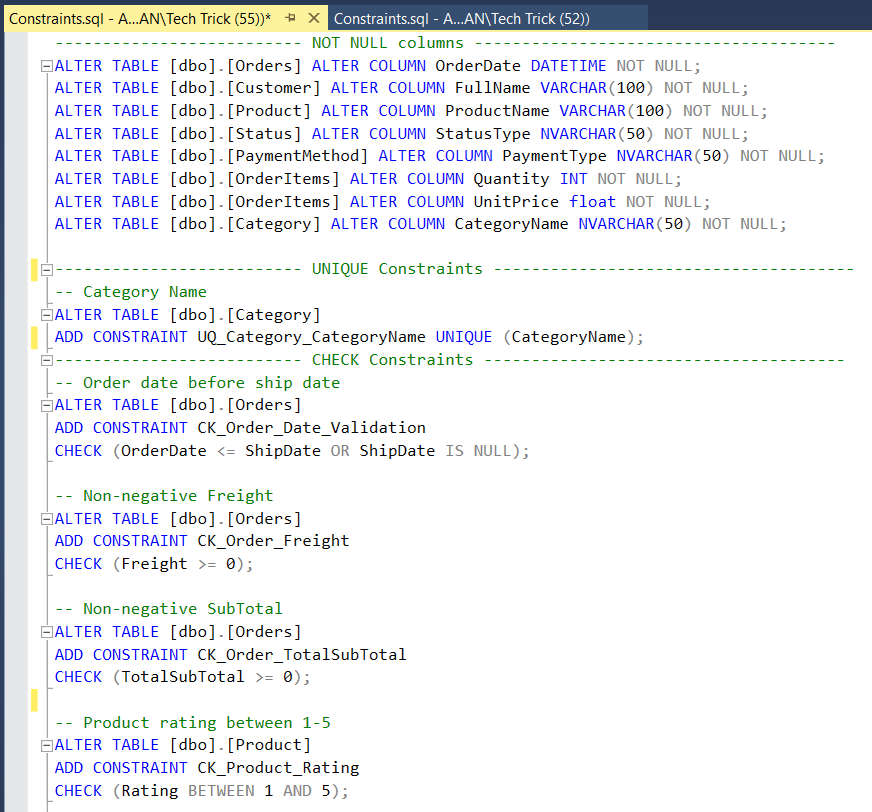 Constraints.sql - A...AN\Tech Trick (55))* Constraints.sql - A...AN\Tech Trick (52))
-------------------------- NOT NULL columns --------------------------------------
ALTER TABLE [dbo].[Orders] ALTER COLUMN OrderDate DATETIME NOT NULL;
ALTER TABLE [dbo].[Customer] ALTER COLUMN FullName VARCHAR(100) NOT NULL;
ALTER TABLE [dbo].[Product] ALTER COLUMN ProductName VARCHAR(100) NOT NULL;
ALTER TABLE [dbo].[Status] ALTER COLUMN StatusType NVARCHAR(50) NOT NULL;
ALTER TABLE [dbo].[PaymentMethod] ALTER COLUMN PaymentType NVARCHAR(50) NOT NULL;
ALTER TABLE [dbo].[OrderItems] ALTER COLUMN Quantity INT NOT NULL;
ALTER TABLE [dbo].[OrderItems] ALTER COLUMN UnitPrice float NOT NULL;
ALTER TABLE [dbo].[Category] ALTER COLUMN CategoryName NVARCHAR(50) NOT NULL;
-------------------------- UNIQUE Constraints --------------------------------------
-- Category Name
ALTER TABLE [dbo].[Category]
ADD CONSTRAINT UQ_Category_CategoryName UNIQUE (CategoryName);
-------------------------- CHECK Constraints --------------------------------------
-- Order date before ship date
ALTER TABLE [dbo].[Orders]
ADD CONSTRAINT CK_Order_Date_Validation
CHECK (OrderDate <= ShipDate OR ShipDate IS NULL);
-- Non-negative Freight
ALTER TABLE [dbo].[Orders]
ADD CONSTRAINT CK_Order_Freight
CHECK (Freight >= 0);
-- Non-negative SubTotal
ALTER TABLE [dbo].[Orders]
ADD CONSTRAINT CK_Order_TotalSubTotal
CHECK (TotalSubTotal >= 0);
-- Product rating between 1-5
ALTER TABLE [dbo].[Product]
ADD CONSTRAINT CK_Product_Rating
CHECK (Rating BETWEEN 1 AND 5);